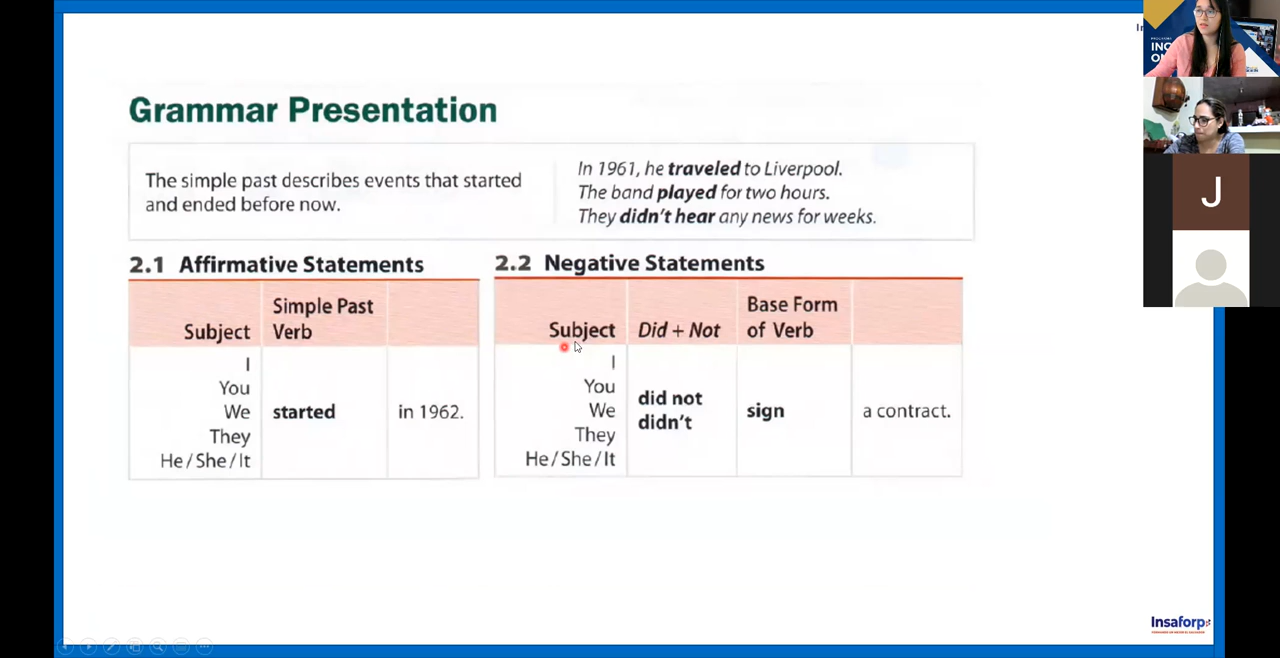 Grammar Presentation
The simple past describes events that started
and ended before now.
In 1961, he traveled to Liverpool.
The band played for two hours.
They didn't hear any news for weeks.
2.1 Affirmative Statements
Subject
Simple Past
Verb
I
You
We
They
He / She / It
started
in 1962.
2.2 Negative Statements
Subject
Did + Not
Base Form
of Verb
I
You
We
They
He / She / It
did not
didn't
sign
a contract.
J
Insaforp